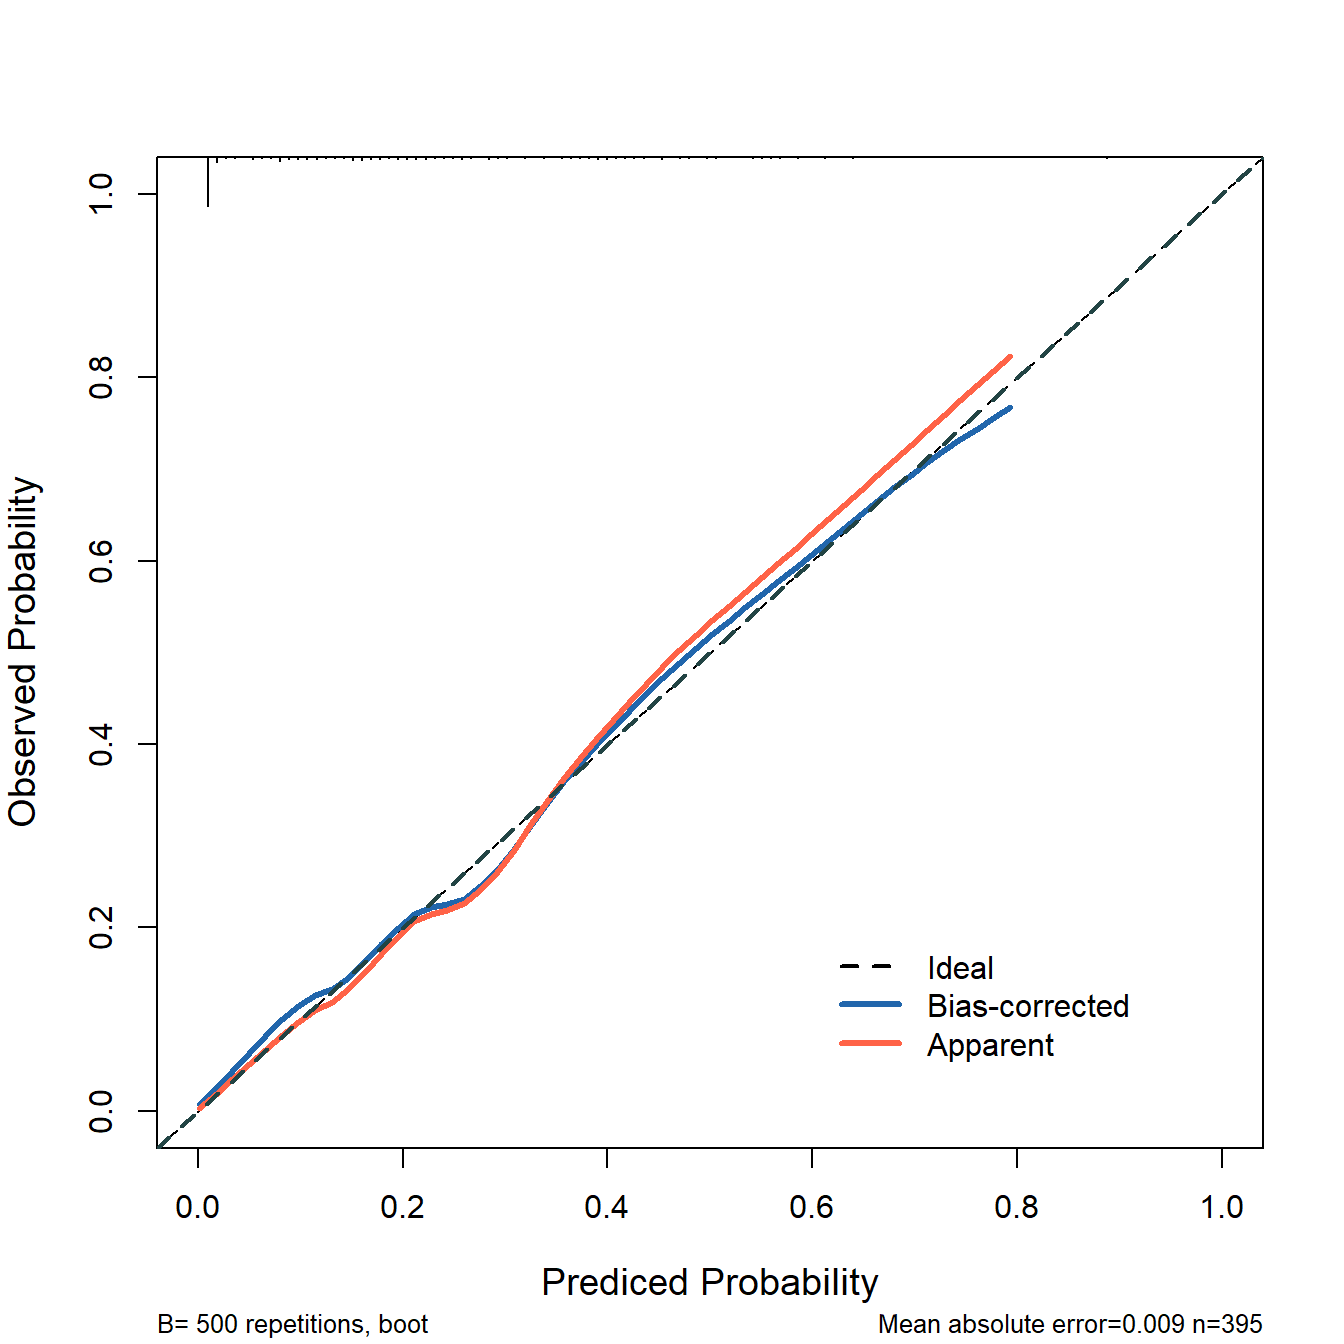 Observed Probability
1.0
0.8
0.6
0.4
0.2
0.0
Ideal
Bias-corrected
Apparent
0.0 0.2 0.4 0.6 0.8 1.0
Prediced Probability
B= 500 repetitions, boot
Mean absolute error=0.009 n=395